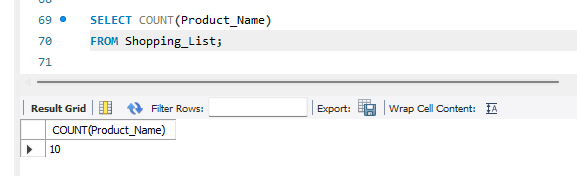 69 SELECT COUNT(Product_Name)
70 FROM Shopping_List;
71
Result Grid Filter Rows: Export: Wrap Cell Content:
COUNT(Product_Name)
10